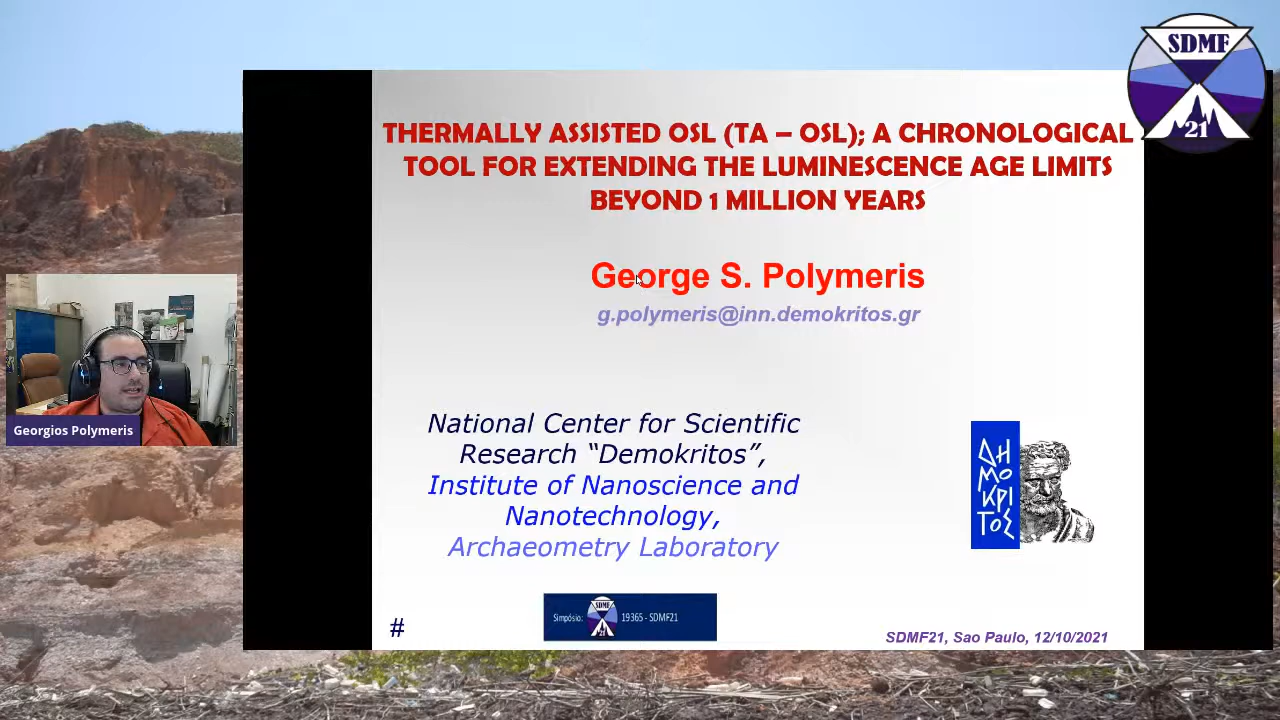 SDMF
21
THERMALLY ASSISTED OSL (TA – OSL); A CHRONOLOGICAL
TOOL FOR EXTENDING THE LUMINESCENCE AGE LIMITS
BEYOND 1 MILLION YEARS
George S. Polymeris
g.polymeris@inn.demokritos.gr
Georgios Polymeris
National Center for Scientific
Research “Demokritos”,
Institute of Nanoscience and
Nanotechnology,
Archaeometry Laboratory
ΔΗ
ΜΟ
ΚΡΙ
ΤΟΣ
Simpósio:
SDMF
21
19365 - SDMF21
#
SDMF21, Sao Paulo, 12/10/2021